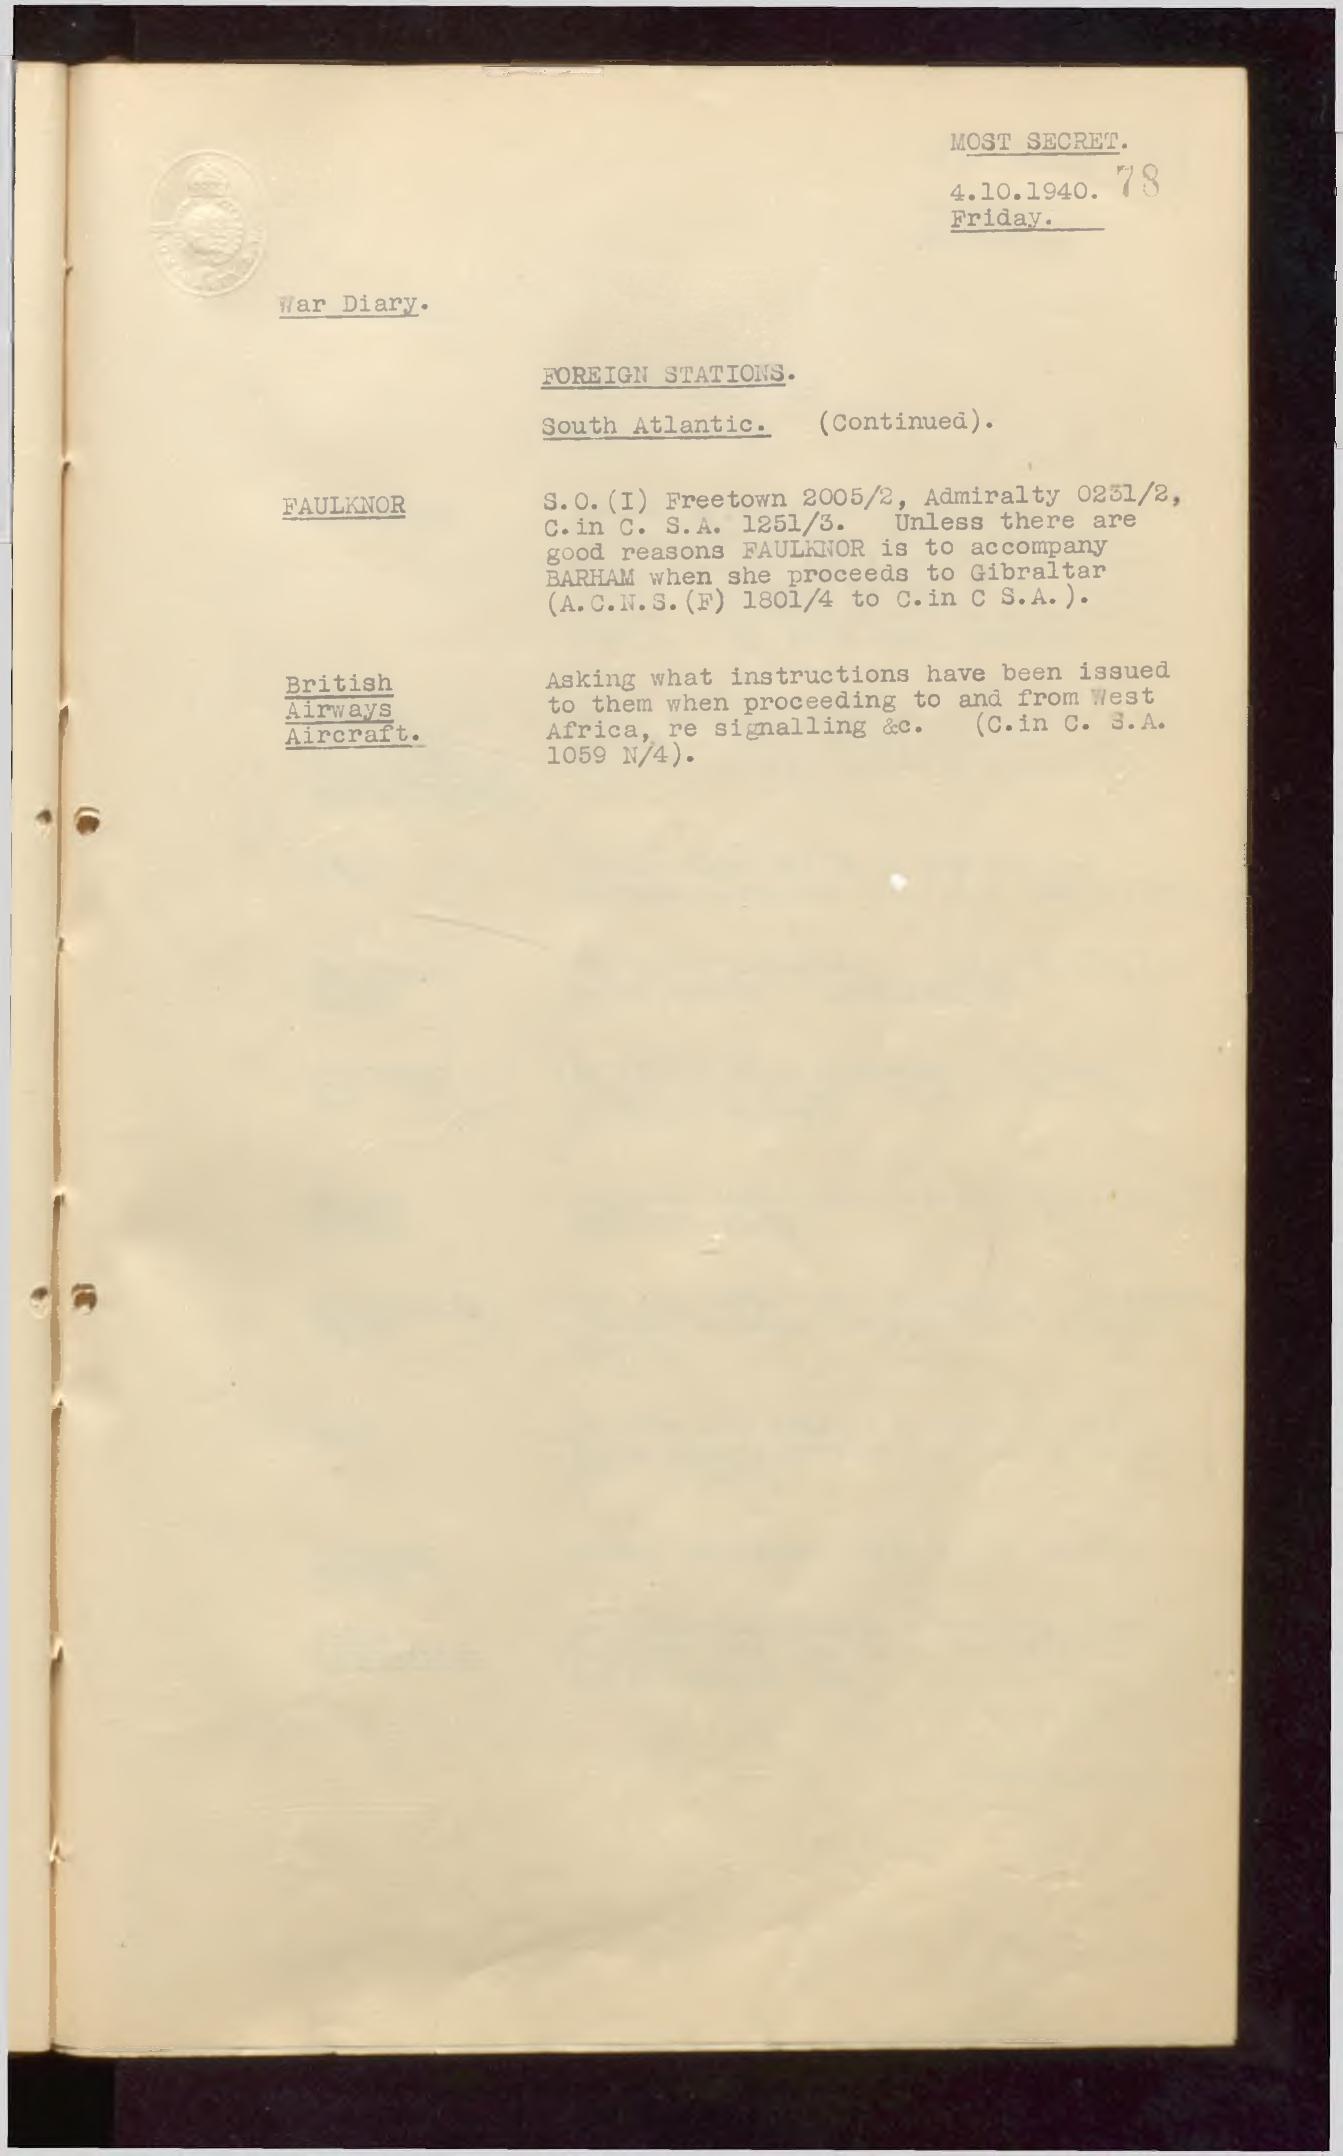 MOST SECRET.
4.10.1940. 78
Friday.
War Diary.
FOREIGN STATIONS.
South Atlantic. (Continued).
FAULKNOR
S.O.(I) Freetown 2005/2, Admiralty 0231/2,
C.in C. S.A. 1251/3. Unless there are
good reasons FAULKNOR is to accompany
BARHAM when she proceeds to Gibraltar
(A.C.N.S.(F) 1801/4 to C.in C S.A.).
British
Airways
Aircraft.
Asking what instructions have been issued
to them when proceeding to and from West
Africa, re signalling &c. (C.in C. S.A.
1059 N/4).